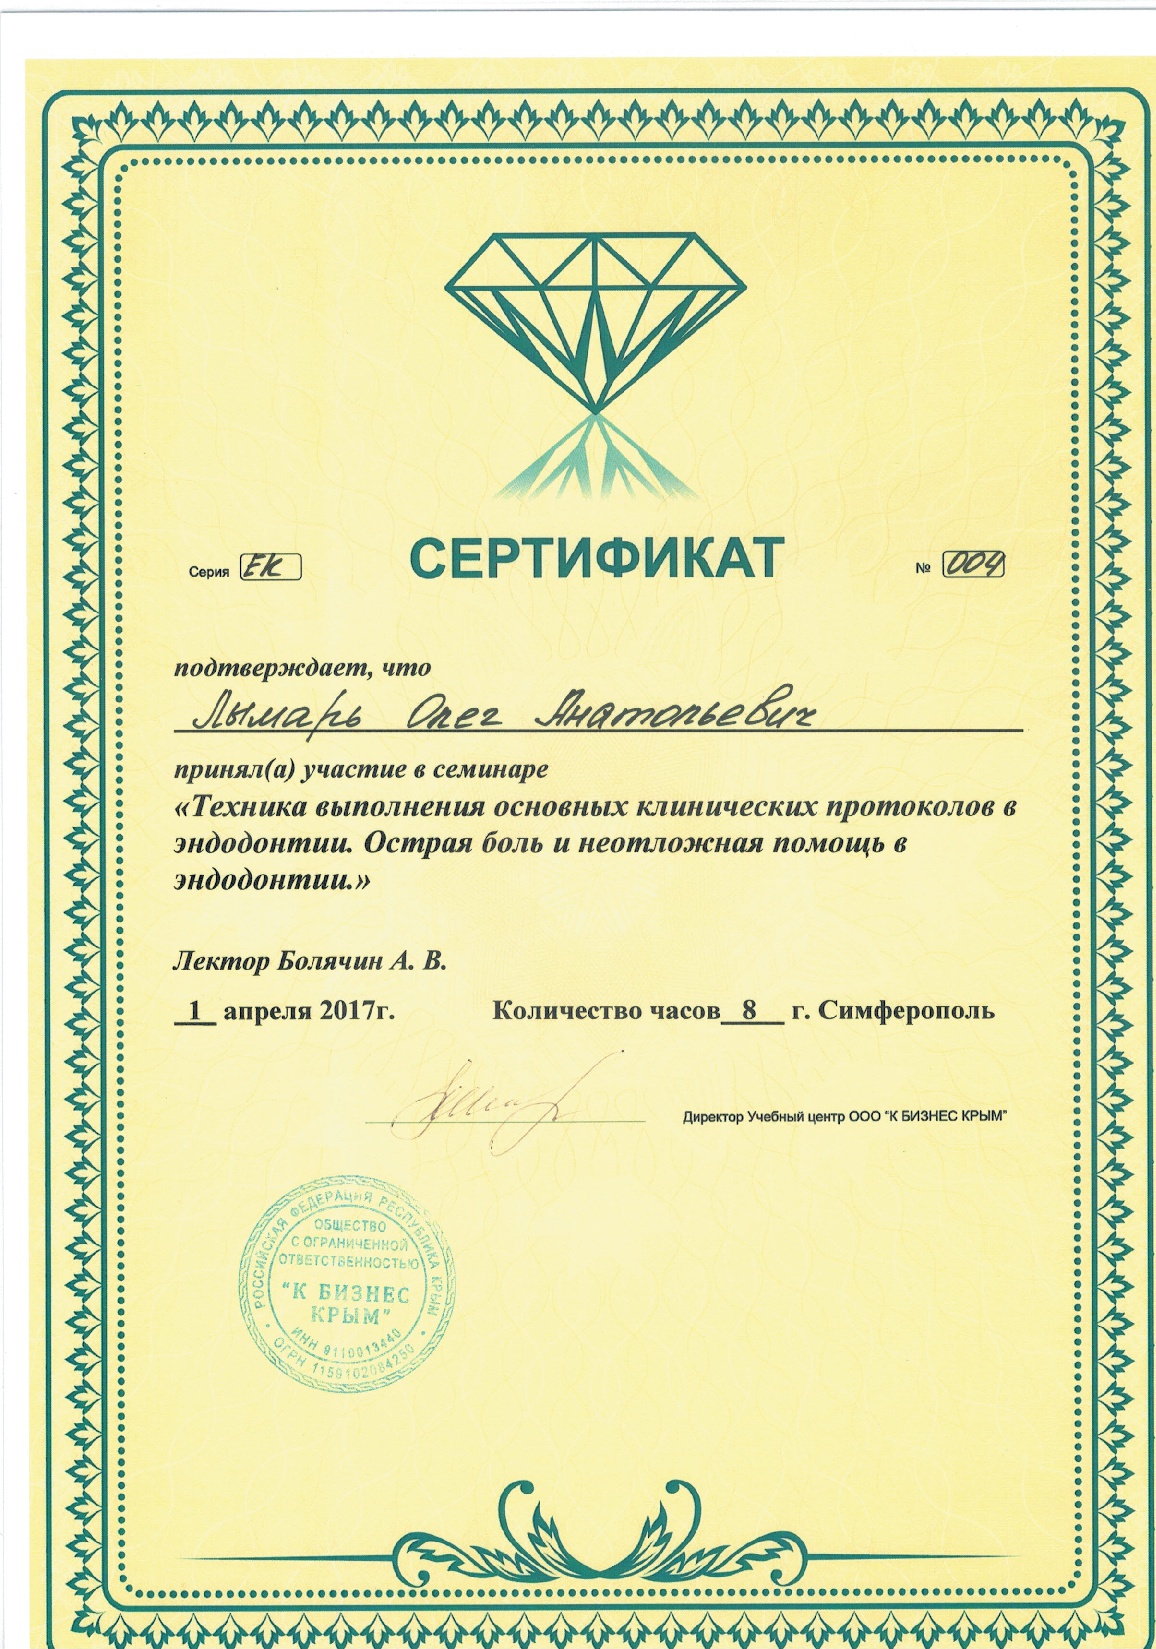 Серия ЕК
СЕРТИФИКАТ
№ 004
подтверждает, что
Лымарь Олег Анатольевич
принял(а) участие в семинаре
«Техника выполнения основных клинических протоколов в
эндодонтии. Острая боль и неотложная помощь в
эндодонтии.»
Лектор Болячин А. В.
1 апреля 2017г. Количество часов 8 г. Симферополь
Директор Учебный центр ООО "К БИЗНЕС КРЫМ"
РОССИЙСКАЯ ФЕДЕРАЦИЯ РЕСПУБЛИКА КРЫМ
ОБЩЕСТВО
С ОГРАНИЧЕННОЙ
ОТВЕТСТВЕННОСТЬЮ
"К БИЗНЕС
КРЫМ"
ИНН 9110013440
ОГРН 1159102084250